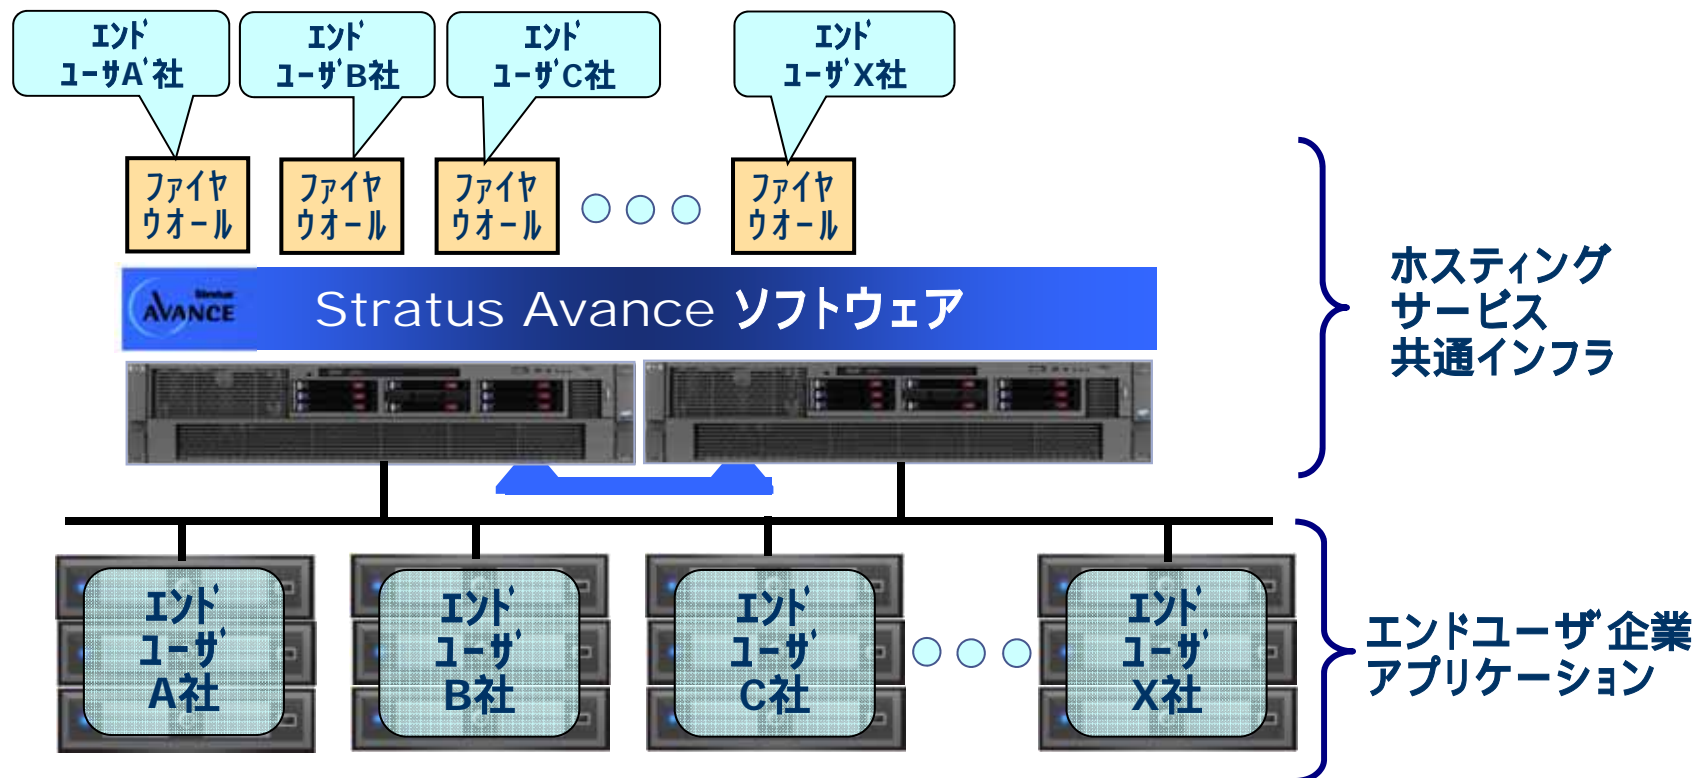 ｴﾝﾄﾞ
ﾕｰｻA゙社
ｴﾝﾄﾞ
ﾕｰｻﾞB社
ｴﾝﾄﾞ
ﾕｰｻﾞC社
ｴﾝﾄﾞ
ﾕｰｻﾞX社
ファイヤ
ウオール
ファイヤ
ウオール
ファイヤ
ウオール
ファイヤ
ウオール
Stratus
AVANCE
Stratus Avance ソフトウェア
ホスティング
サービス
共通インフラ
ｴﾝﾄﾞ
ﾕｰｻﾞ
A社
ｴﾝﾄﾞ
ﾕｰｻﾞ
B社
ｴﾝﾄﾞ
ﾕｰｻﾞ
C社
ｴﾝﾄﾞ
ﾕｰｻﾞ
X社
エンドユーザ企業
アプリケーション